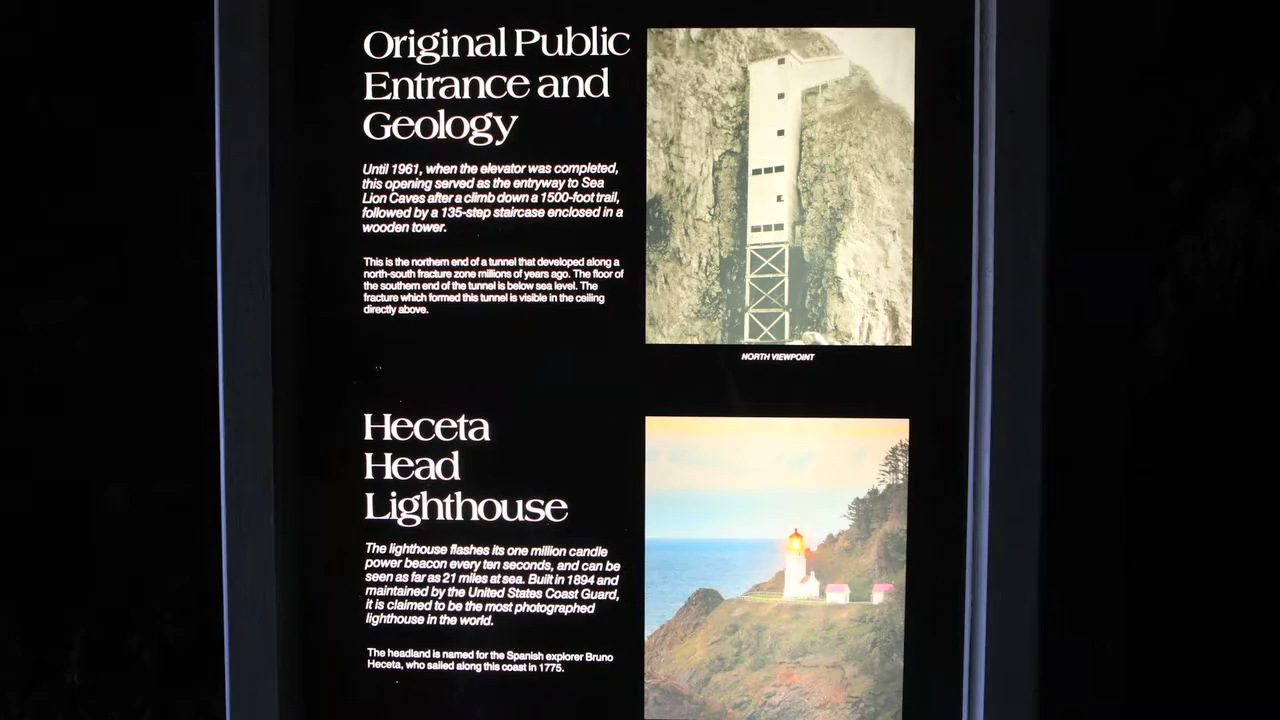 Original Public
Entrance and
Geology
Until 1961, when the elevator was completed,
this opening served as the entryway to Sea
Lion Caves after a climb down a 1500-foot trail,
followed by a 135-step staircase enclosed in a
wooden tower.
This is the northern end of a tunnel that developed along a
north-south fracture zone millions of years ago. The floor of
the southern end of the tunnel is below sea level. The
fracture which formed this tunnel is visible in the ceiling
directly above.
NORTH VIEWPOINT
Heceta
Head
Lighthouse
The lighthouse flashes its one million candle
power beacon every ten seconds, and can be
seen as far as 21 miles at sea. Built in 1894 and
maintained by the United States Coast Guard,
it is claimed to be the most photographed
lighthouse in the world.
The headland is named for the Spanish explorer Bruno
Heceta, who sailed along this coast in 1775.